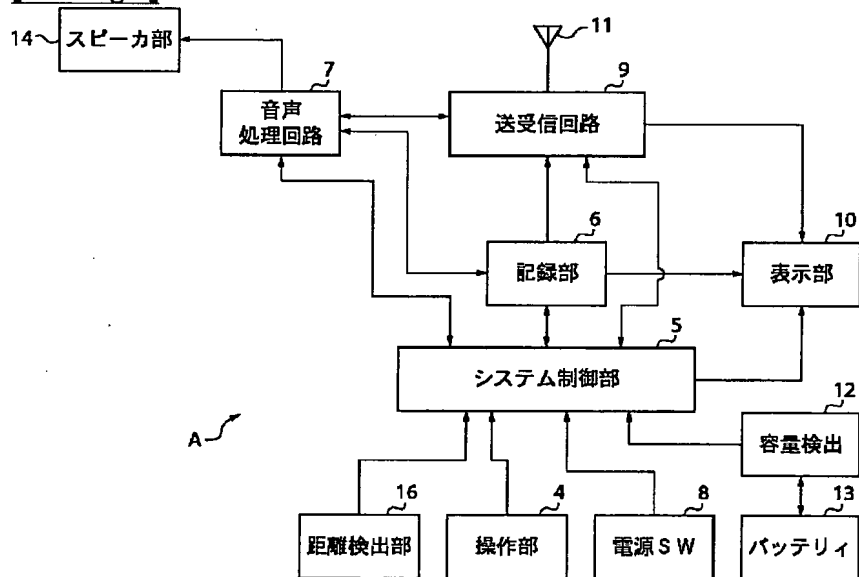 14
スピーカ部
11
7
音声
処理回路
9
送受信回路
6
記録部
10
表示部
5
システム制御部
A
12
容量検出
16
距離検出部
4
操作部
8
電源SW
13
バッテリィ